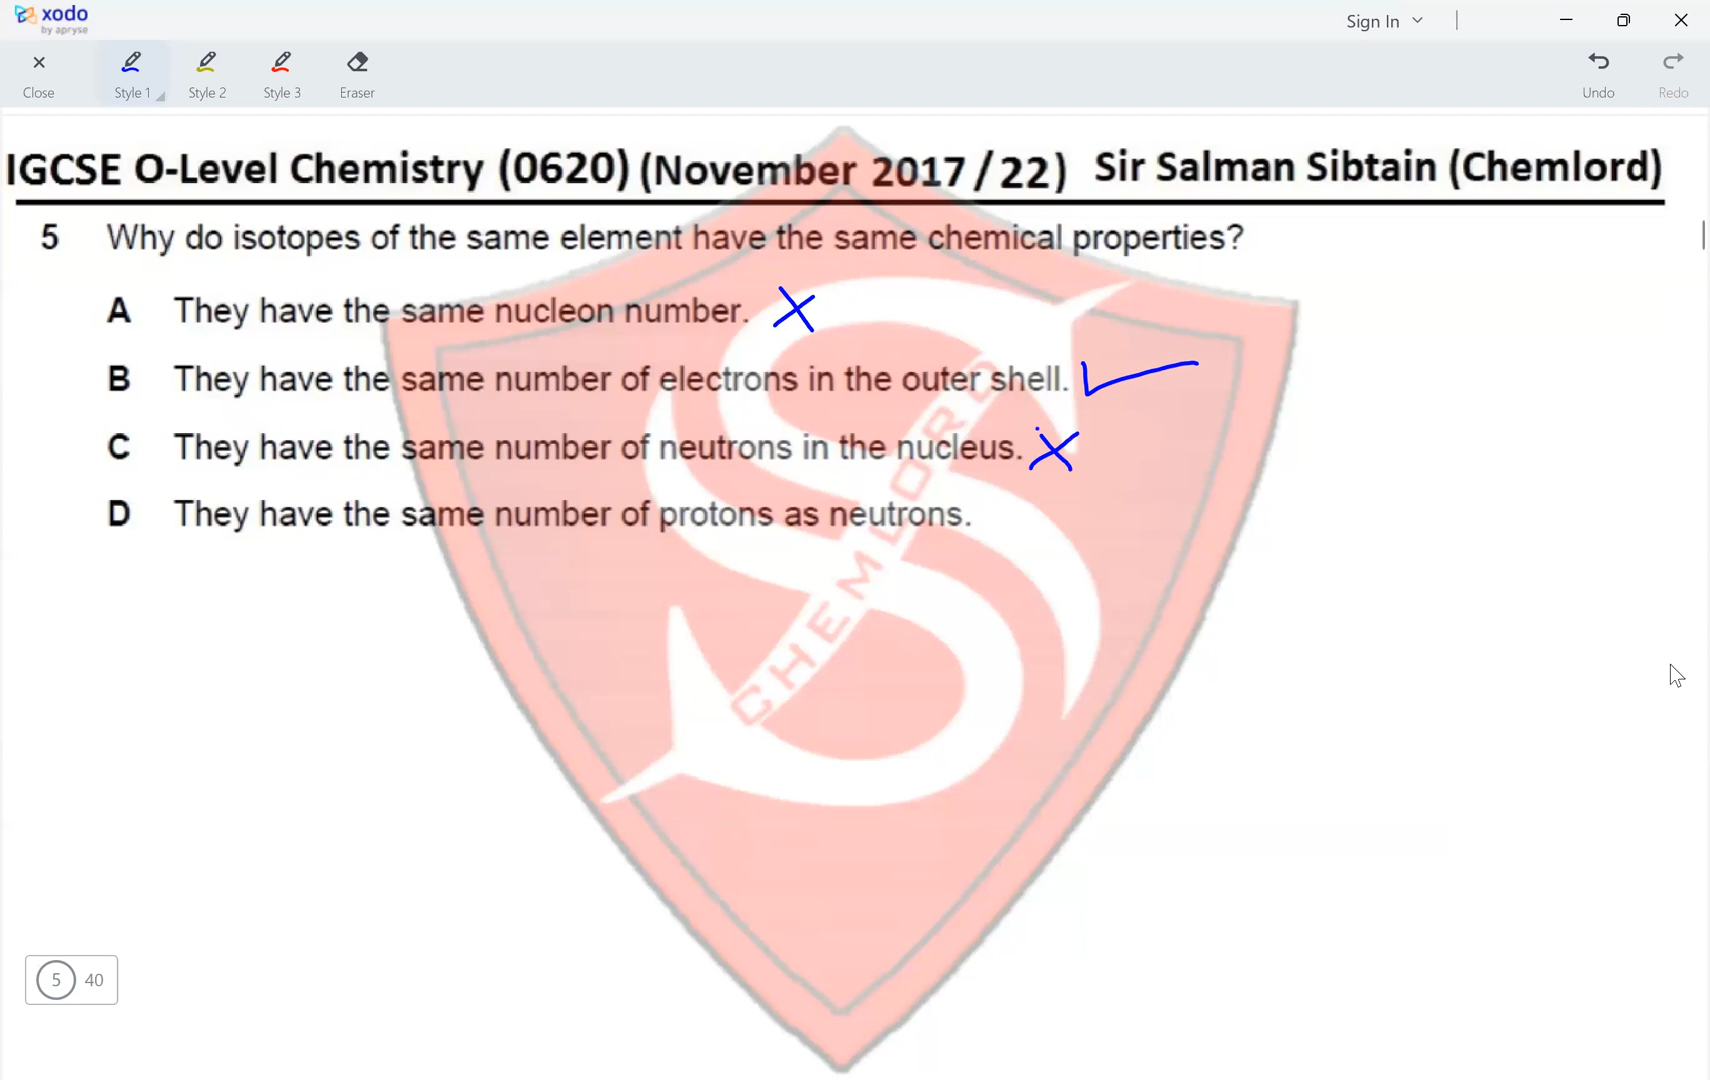 xodo
by apryse
Sign In
Close
Style 1
Style 2
Style 3
Eraser
Undo
Redo
IGCSE O-Level Chemistry (0620) (November 2017/22) Sir Salman Sibtain (Chemlord)
5 Why do isotopes of the same element have the same chemical properties?
A They have the same nucleon number.
B They have the same number of electrons in the outer shell.
C They have the same number of neutrons in the nucleus.
D They have the same number of protons as neutrons.
CHEMLORD
5 40